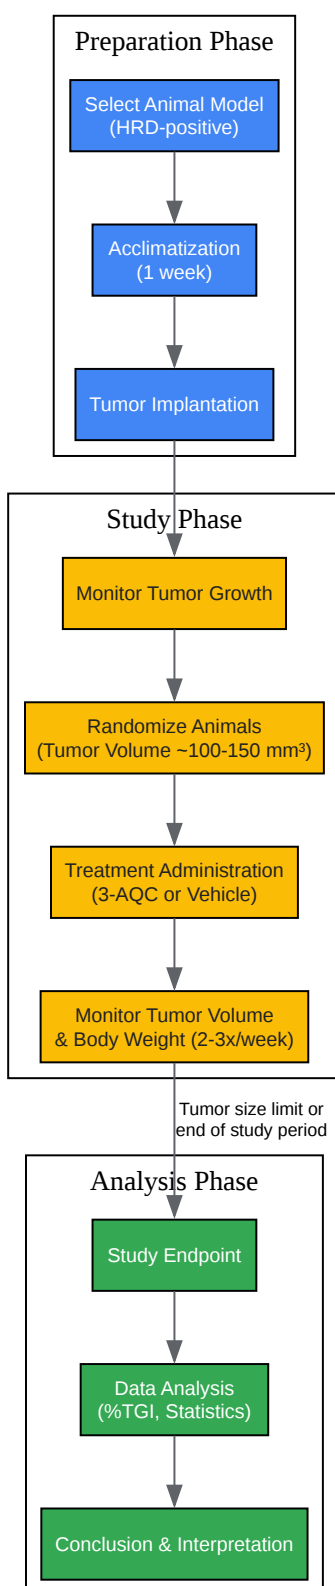 Preparation Phase
Select Animal Model
(HRD-positive)
Acclimatization
(1 week)
Tumor Implantation
Study Phase
Monitor Tumor Growth
Randomize Animals
(Tumor Volume ~100-150 mm³)
Treatment Administration
(3-AQC or Vehicle)
Monitor Tumor Volume
& Body Weight (2-3x/week)
Tumor size limit or
end of study period
Analysis Phase
Study Endpoint
Data Analysis
(%TGI, Statistics)
Conclusion & Interpretation